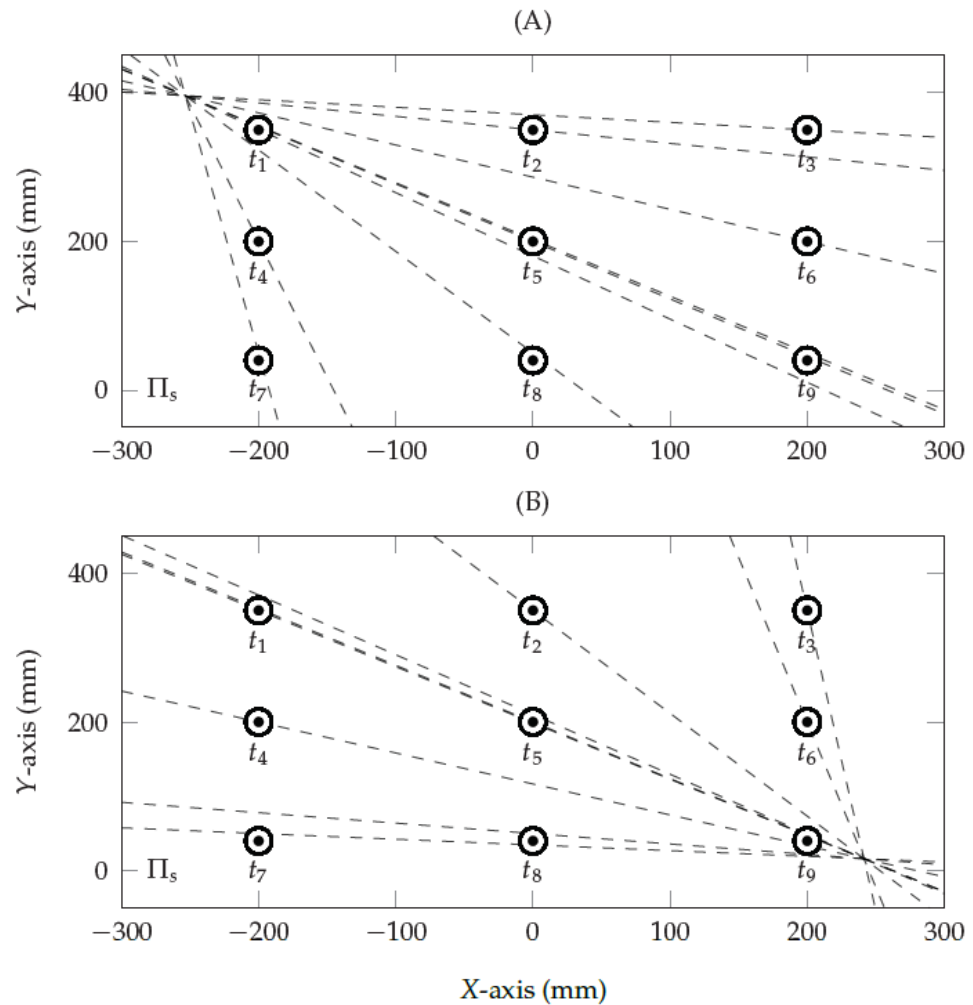 (A)
Y-axis (mm)
400
200
0
t₁ t₂ t₃
t₄ t₅ t₆
t₇ t₈ t₉
Πₛ
−300 −200 −100 0 100 200 300
(B)
Y-axis (mm)
400
200
0
t₁ t₂ t₃
t₄ t₅ t₆
t₇ t₈ t₉
Πₛ
−300 −200 −100 0 100 200 300
X-axis (mm)